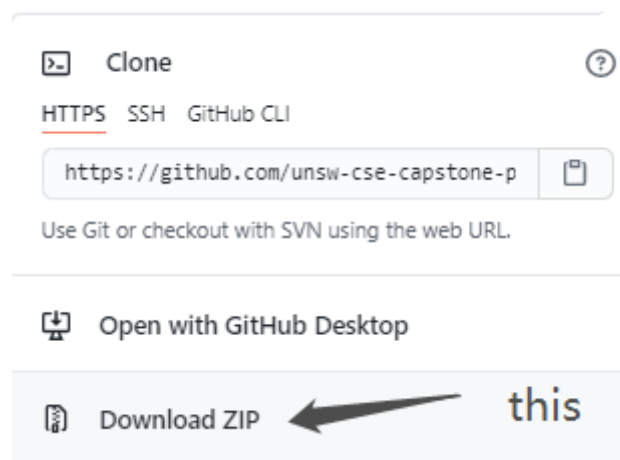 Clone
HTTPS SSH GitHub CLI
https://github.com/unsw-cse-capstone-p
Use Git or checkout with SVN using the web URL.
Open with GitHub Desktop
Download ZIP this